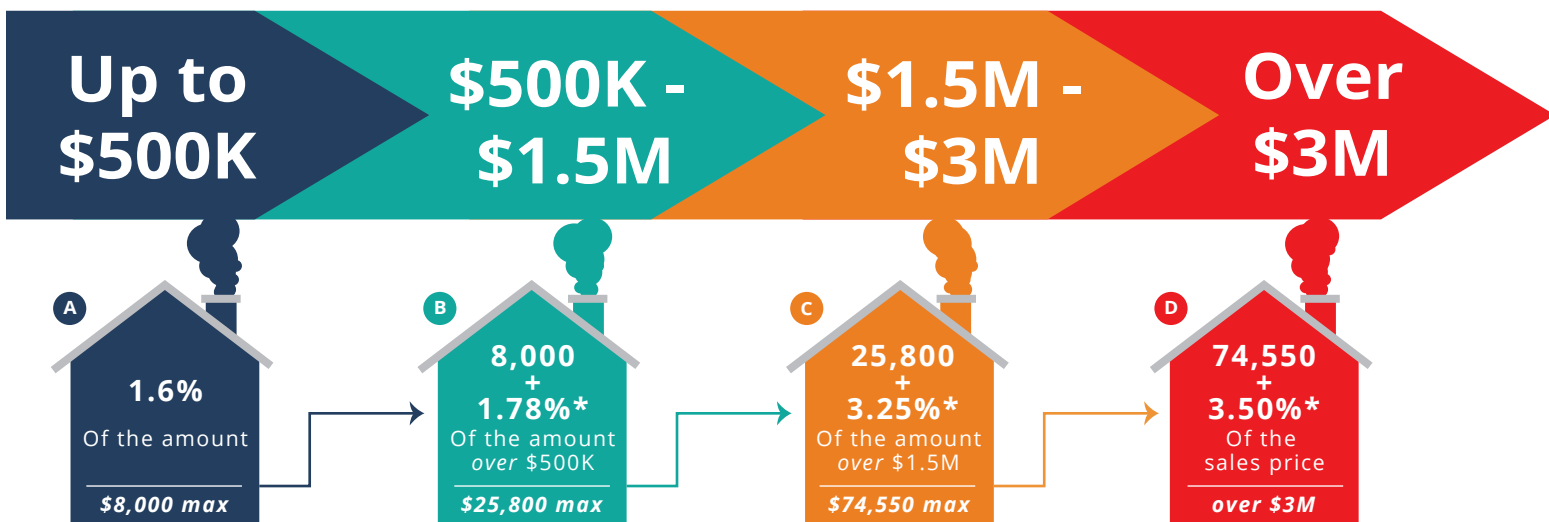 Up to
$500K
$500K -
$1.5M
$1.5M -
$3M
Over
$3M
A
1.6%
Of the amount
$8,000 max
B
8,000
+
1.78%*
Of the amount
over $500K
$25,800 max
C
25,800
+
3.25%*
Of the amount
over $1.5M
$74,550 max
D
74,550
+
3.50%*
Of the
sales price
over $3M